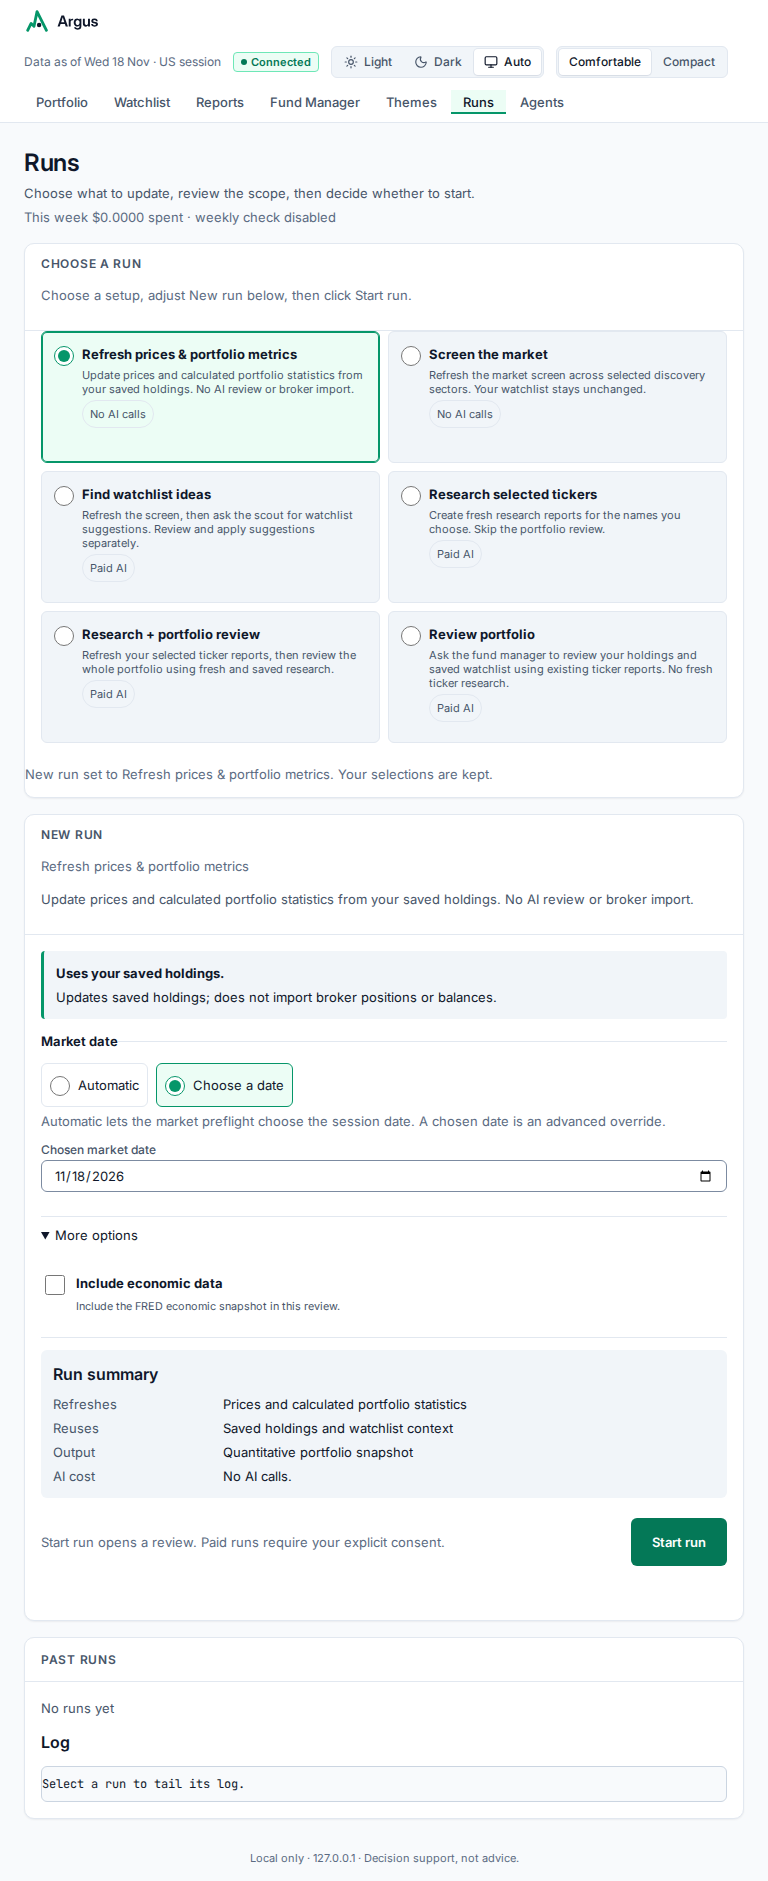 Argus
Data as of Wed 18 Nov · US session
Connected
Light
Dark
Auto
Comfortable
Compact
Portfolio
Watchlist
Reports
Fund Manager
Themes
Runs
Agents
Runs
Choose what to update, review the scope, then decide whether to start.
This week $0.0000 spent · weekly check disabled
CHOOSE A RUN
Choose a setup, adjust New run below, then click Start run.
Refresh prices & portfolio metrics
Update prices and calculated portfolio statistics from
your saved holdings. No AI review or broker import.
No AI calls
Screen the market
Refresh the market screen across selected discovery
sectors. Your watchlist stays unchanged.
No AI calls
Find watchlist ideas
Refresh the screen, then ask the scout for watchlist
suggestions. Review and apply suggestions
separately.
Paid AI
Research selected tickers
Create fresh research reports for the names you
choose. Skip the portfolio review.
Paid AI
Research + portfolio review
Refresh your selected ticker reports, then review the
whole portfolio using fresh and saved research.
Paid AI
Review portfolio
Ask the fund manager to review your holdings and
saved watchlist using existing ticker reports. No fresh
ticker research.
Paid AI
New run set to Refresh prices & portfolio metrics. Your selections are kept.
NEW RUN
Refresh prices & portfolio metrics
Update prices and calculated portfolio statistics from your saved holdings. No AI review or broker import.
Uses your saved holdings.
Updates saved holdings; does not import broker positions or balances.
Market date
Automatic
Choose a date
Automatic lets the market preflight choose the session date. A chosen date is an advanced override.
Chosen market date
11/18/2026
More options
Include economic data
Include the FRED economic snapshot in this review.
Run summary
Refreshes Prices and calculated portfolio statistics
Reuses Saved holdings and watchlist context
Output Quantitative portfolio snapshot
AI cost No AI calls.
Start run opens a review. Paid runs require your explicit consent.
Start run
PAST RUNS
No runs yet
Log
Select a run to tail its log.
Local only · 127.0.0.1 · Decision support, not advice.